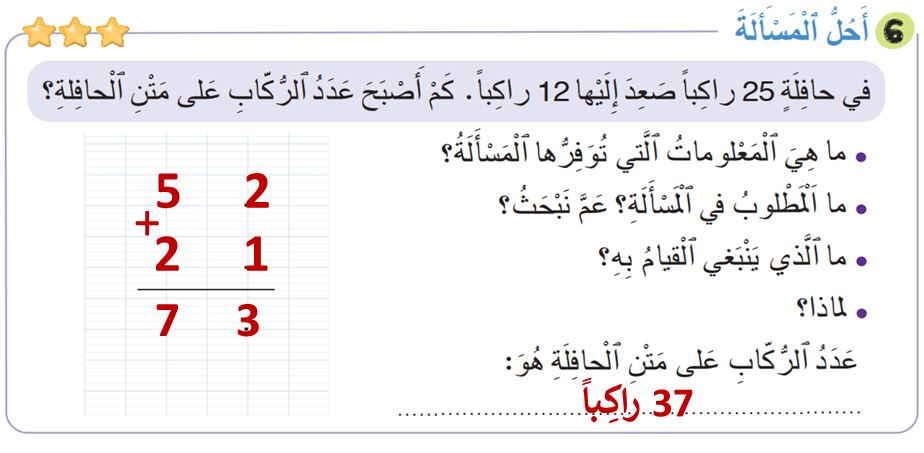 6 أَحُلُّ ٱلْمَسْأَلَةَ
في حافِلَةٍ 25 راكِباً صَعِدَ إِلَيْها 12 راكِباً. كَمْ أَصْبَحَ عَدَدُ ٱلرُّكّابِ عَلى مَتْنِ ٱلْحافِلةِ؟
• ما هِيَ ٱلْمَعْلوماتُ ٱلَّتي تُوَفِرُّها ٱلْمَسْأَلَةُ؟
• ما ٱلْمَطْلوبُ في ٱلْمَسْأَلَةِ؟ عَمَّ نَبْحَثُ؟
• ما ٱلَّذي يَنْبَغي ٱلْقيامُ بِهِ؟
• لماذا؟
عَدَدُ ٱلرُّكّابِ عَلى مَتْنِ ٱلْحافِلَةِ هُوَ:
37 راكِباً
5 2
+
2 1
7 3